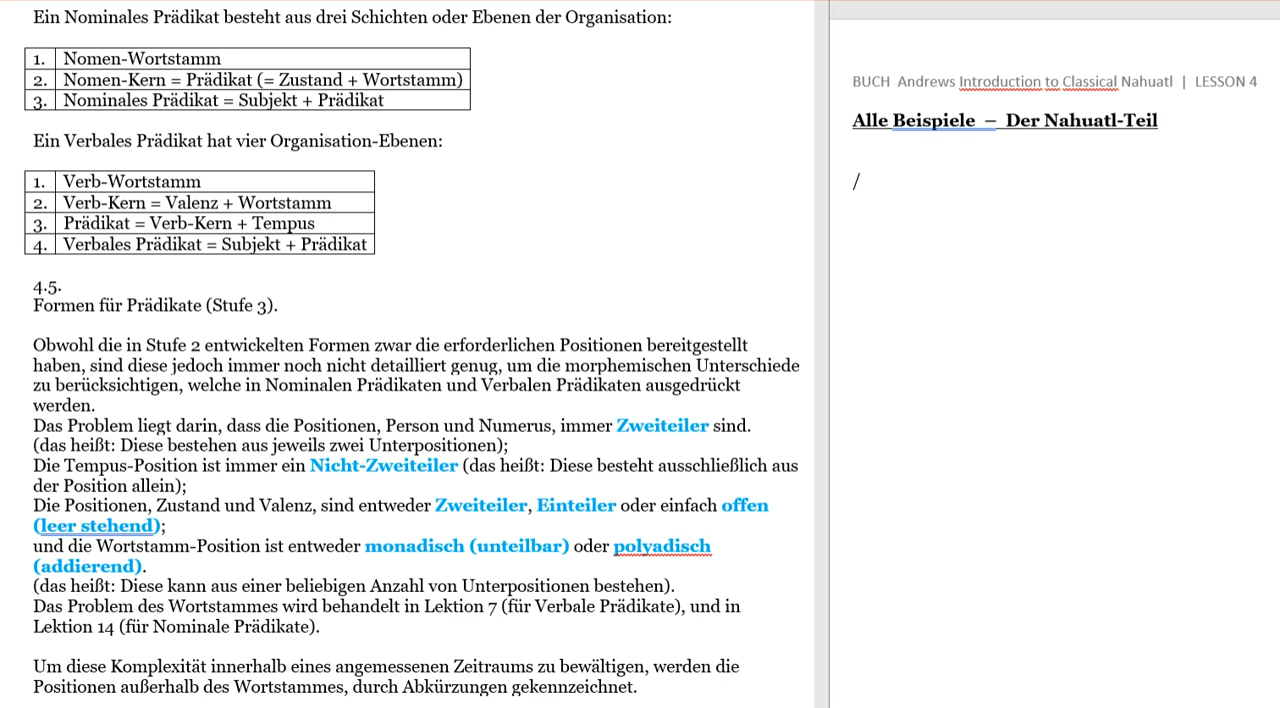 Ein Nominales Prädikat besteht aus drei Schichten oder Ebenen der Organisation:
1. Nomen-Wortstamm
2. Nomen-Kern = Prädikat (= Zustand + Wortstamm)
3. Nominales Prädikat = Subjekt + Prädikat
Ein Verbales Prädikat hat vier Organisation-Ebenen:
1. Verb-Wortstamm
2. Verb-Kern = Valenz + Wortstamm
3. Prädikat = Verb-Kern + Tempus
4. Verbales Prädikat = Subjekt + Prädikat
4.5.
Formen für Prädikate (Stufe 3).
Obwohl die in Stufe 2 entwickelten Formen zwar die erforderlichen Positionen bereitgestellt
haben, sind diese jedoch immer noch nicht detailliert genug, um die morphemischen Unterschiede
zu berücksichtigen, welche in Nominalen Prädikaten und Verbalen Prädikaten ausgedrückt
werden.
Das Problem liegt darin, dass die Positionen, Person und Numerus, immer Zweiteiler sind.
(das heißt: Diese bestehen aus jeweils zwei Unterpositionen);
Die Tempus-Position ist immer ein Nicht-Zweiteiler (das heißt: Diese besteht ausschließlich aus
der Position allein);
Die Positionen, Zustand und Valenz, sind entweder Zweiteiler, Einteiler oder einfach offen
(leer stehend);
und die Wortstamm-Position ist entweder monadisch (unteilbar) oder polyadisch
(addierend).
(das heißt: Diese kann aus einer beliebigen Anzahl von Unterpositionen bestehen).
Das Problem des Wortstammes wird behandelt in Lektion 7 (für Verbale Prädikate), und in
Lektion 14 (für Nominale Prädikate).
Um diese Komplexität innerhalb eines angemessenen Zeitraums zu bewältigen, werden die
Positionen außerhalb des Wortstammes, durch Abkürzungen gekennzeichnet.
BUCH Andrews Introduction to Classical Nahuatl | LESSON 4
Alle Beispiele – Der Nahuatl-Teil
/